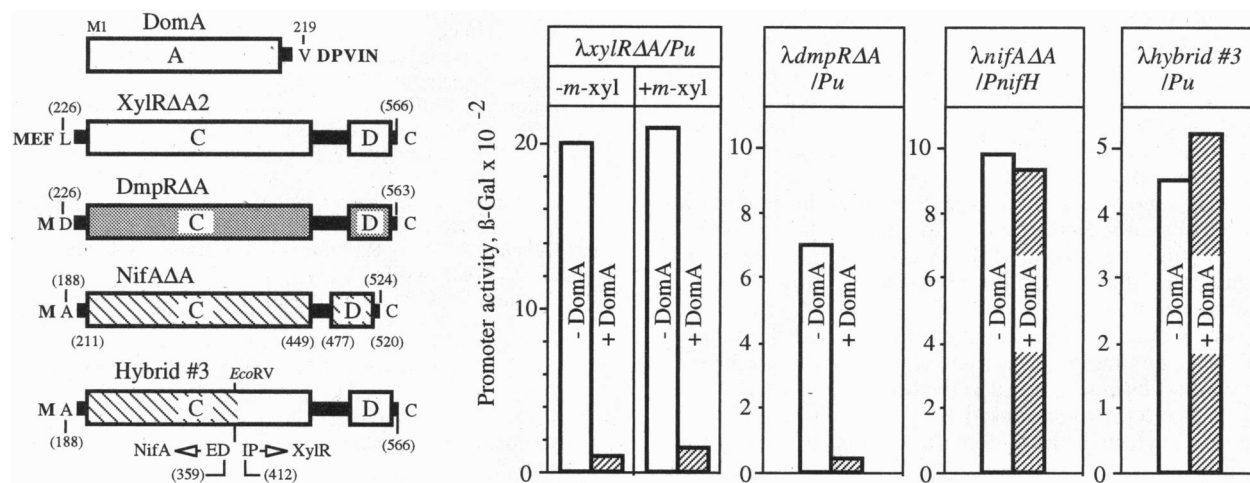 M1 DomA 219
A V DPVIN
(226) XylRΔA2 (566)
MEF L C D C
(226) DmpRΔA (563)
M D C D C
(188) NifAΔA (524)
M A C D C
(211) (449) (477) (520)
Hybrid #3 EcoRV
M A C D C
(188) (566)
NifA ED IP XylR
(359) (412)
Promoter activity, ß-Gal x 10 -2
λxylRΔA/Pu
-m-xyl +m-xyl
20
10
0
- DomA
+ DomA
- DomA
+ DomA
λdmpRΔA
/Pu
10
8
6
4
2
0
- DomA
+ DomA
λnifAΔA
/PnifH
10
8
6
4
2
0
- DomA
+ DomA
λhybrid #3
/Pu
5
4
3
2
1
0
- DomA
+ DomA